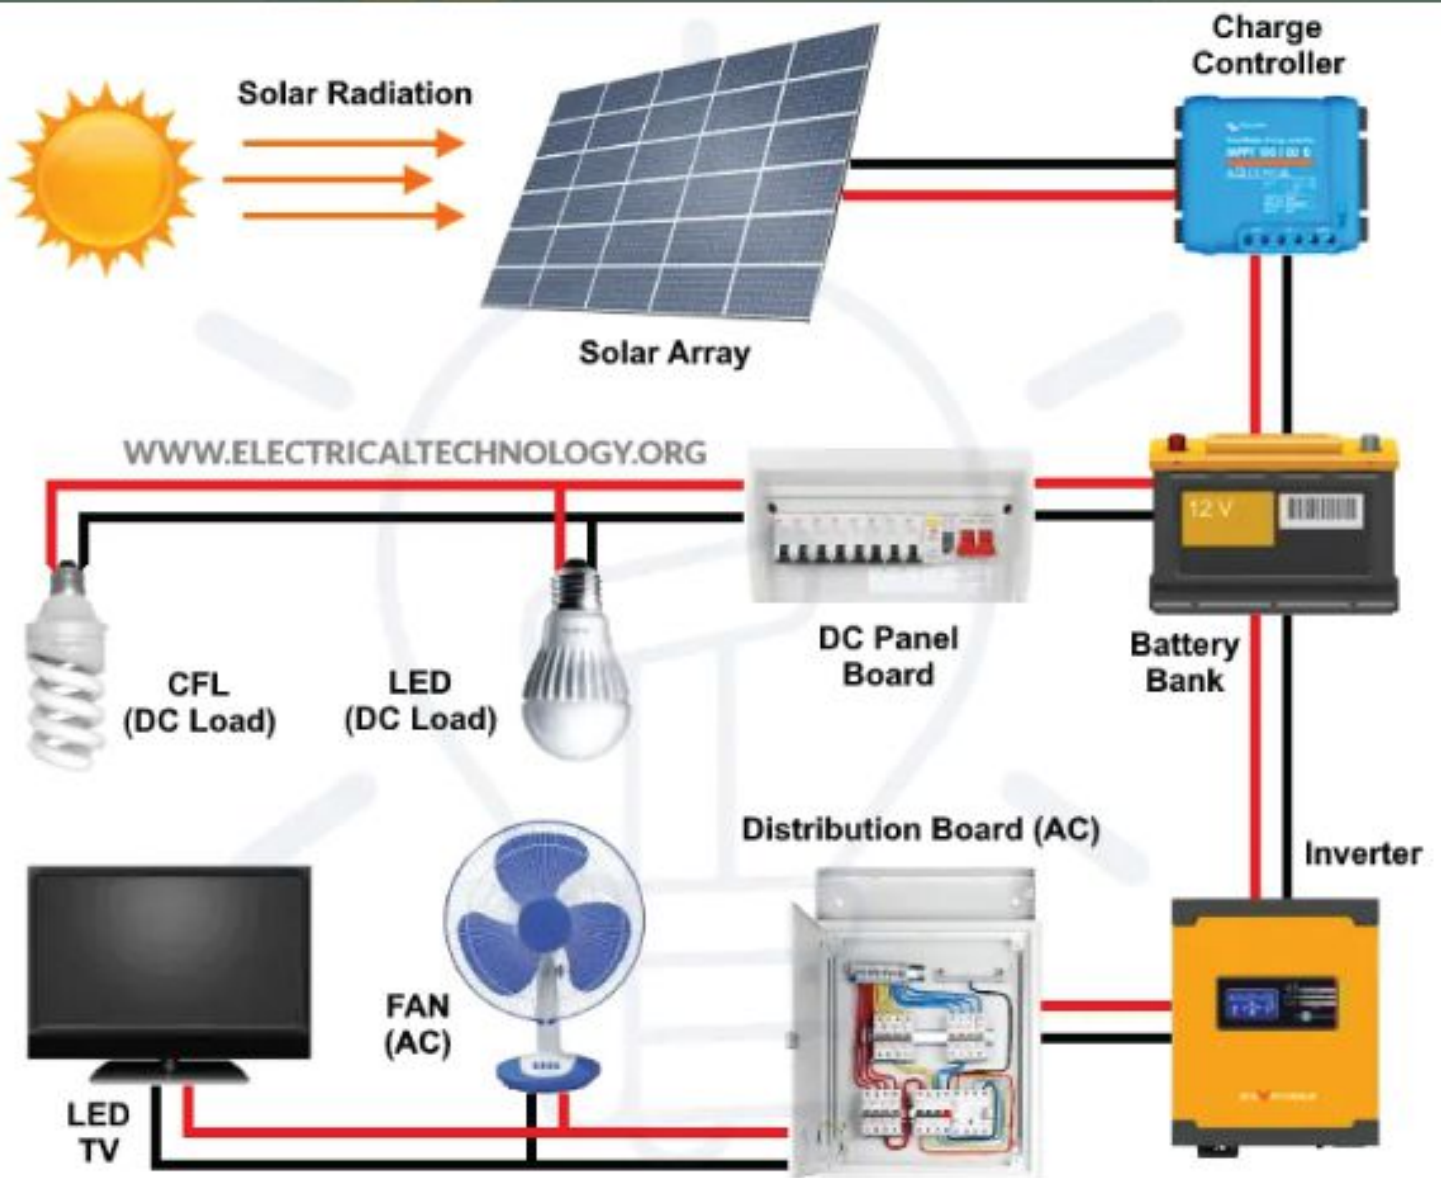 Charge
Controller
Solar Radiation
Solar Array
WWW.ELECTRICALTECHNOLOGY.ORG
12 V
DC Panel
Board
Battery
Bank
CFL
(DC Load)
LED
(DC Load)
Distribution Board (AC)
Inverter
FAN
(AC)
LED
TV